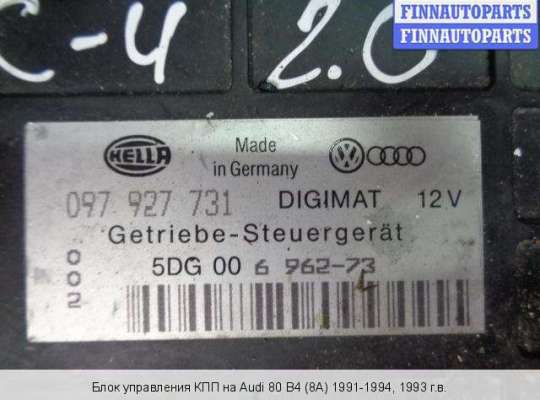 FINNAUTOPARTS
FINNAUTOPARTS
C-4 2.0
HELLA
Made
in Germany
097 927 731 DIGIMAT 12 V
Getriebe-Steuergerät
5DG 00 6 962-73
002
Блок управления КПП на Audi 80 B4 (8A) 1991-1994, 1993 г.в.